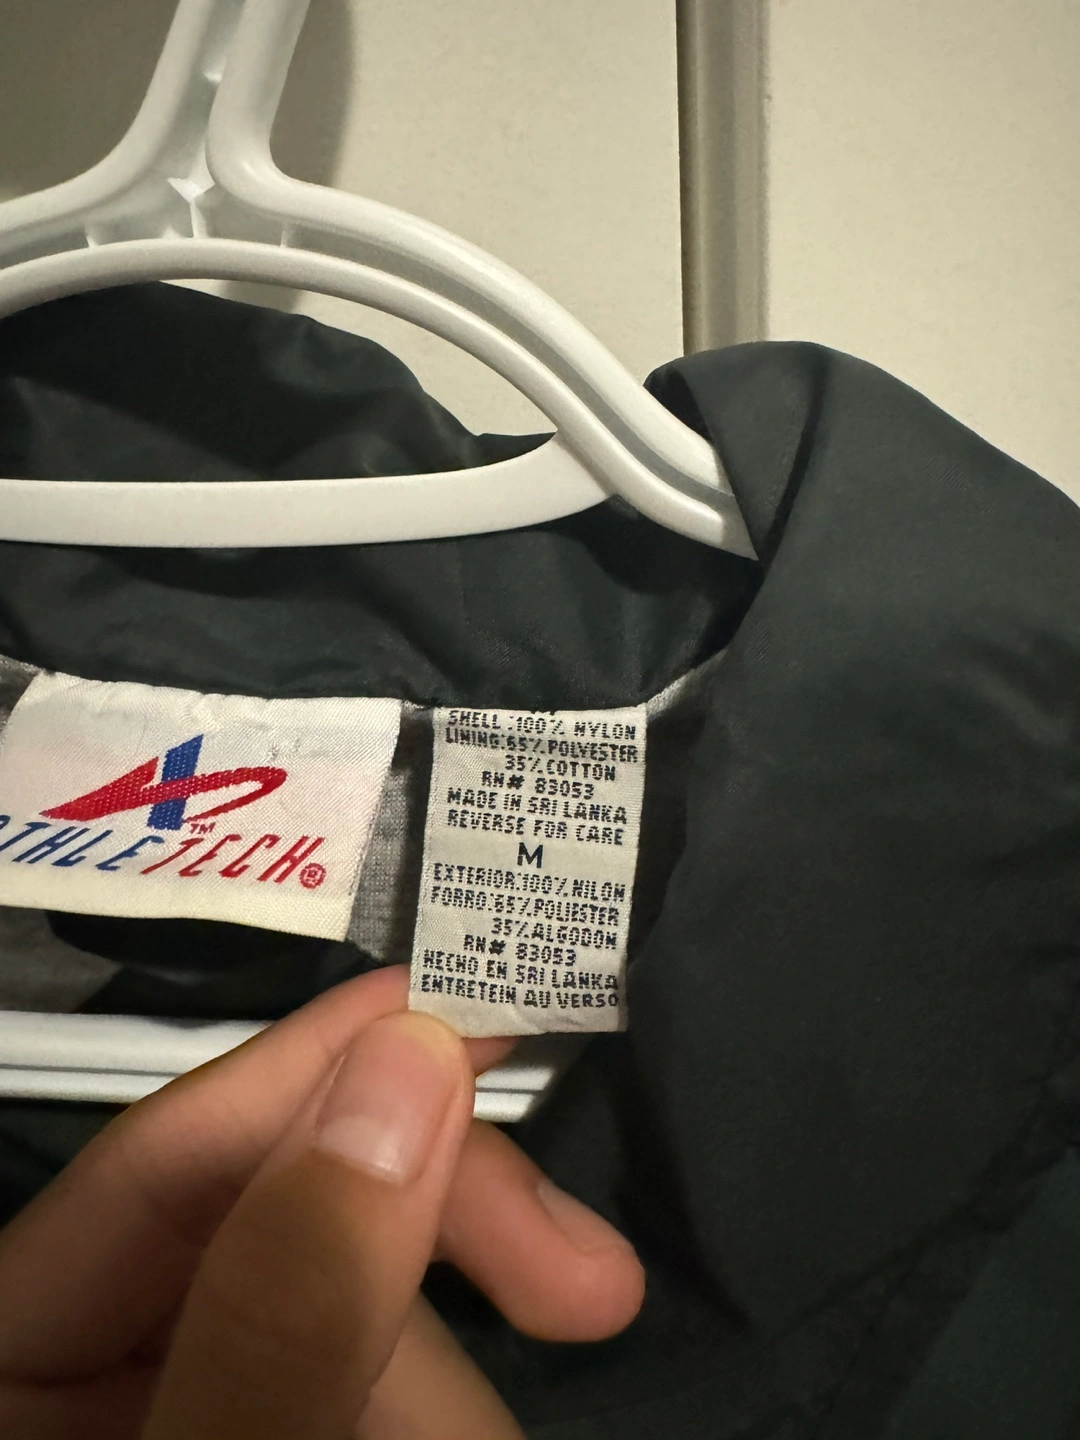 ATHLETECH®
TM
SHELL:100% NYLON
LINING:65%POLYESTER
35%COTTON
RN# 83053
MADE IN SRI LANKA
REVERSE FOR CARE
M
EXTERIOR:100%NILON
FORRO:65%POLIESTER
35%ALGODON
RN# 83053
HECHO EN SRI LANKA
ENTRETEIN AU VERSO